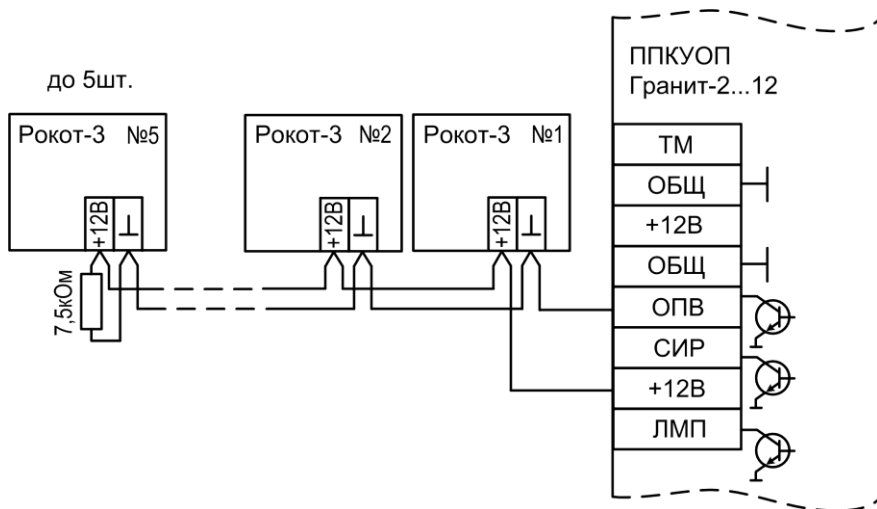 ППКУОП
Гранит-2...12
до 5шт.
Рокот-3 №5
Рокот-3 №2
Рокот-3 №1
+12В ⊥
+12В ⊥
+12В ⊥
7,5кОм
ТМ
ОБЩ
+12В
ОБЩ
ОПВ
СИР
+12В
ЛМП